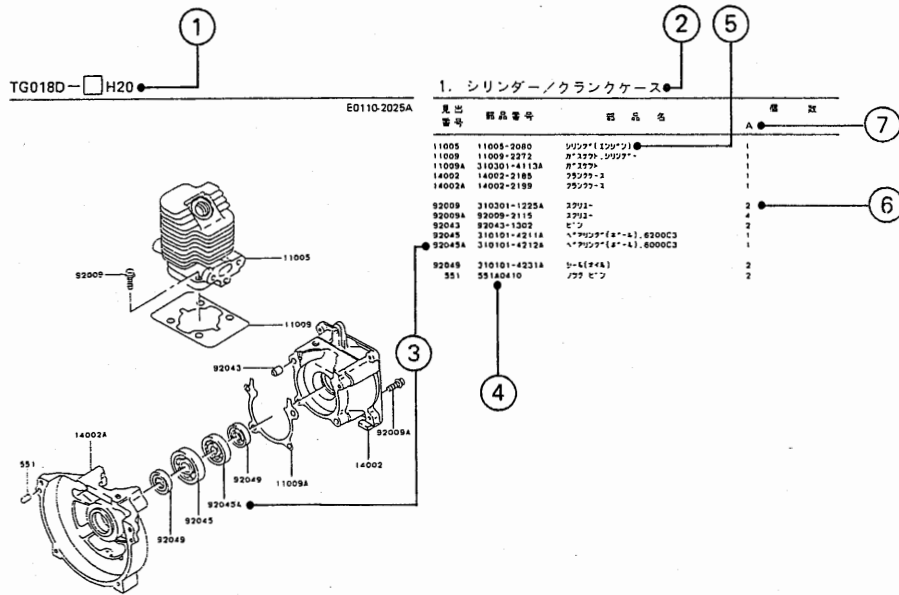 ① ② ⑤
TG018D-□H20
E0110-2025A
1. シリンダー/クランクケース
見出番号 部品番号 部品名 個数
A
⑦
11005 11005-2080 シリンダ(エンジン) 1
11009 11009-2272 ガスケット,シリンダー 1
11009A 310301-4113A ガスケット 1
14002 14002-2185 クランクケース 1
14002A 14002-2199 クランクケース 1
92009 310301-1225A スクリュー 2
⑥
92009A 92009-2115 スクリュー 4
92043 92043-1302 ピン 2
92045 310101-4211A ベアリング(ボール),6200C3 1
92045A 310101-4212A ベアリング(ボール),6000C3 1
92049 310101-4231A シール(オイル) 2
551 551A0410 ノック ピン 2
③
④
11005
92009
11009
92043
92009A
14002
14002A
11009A
92049
551
92045A
92045
92049